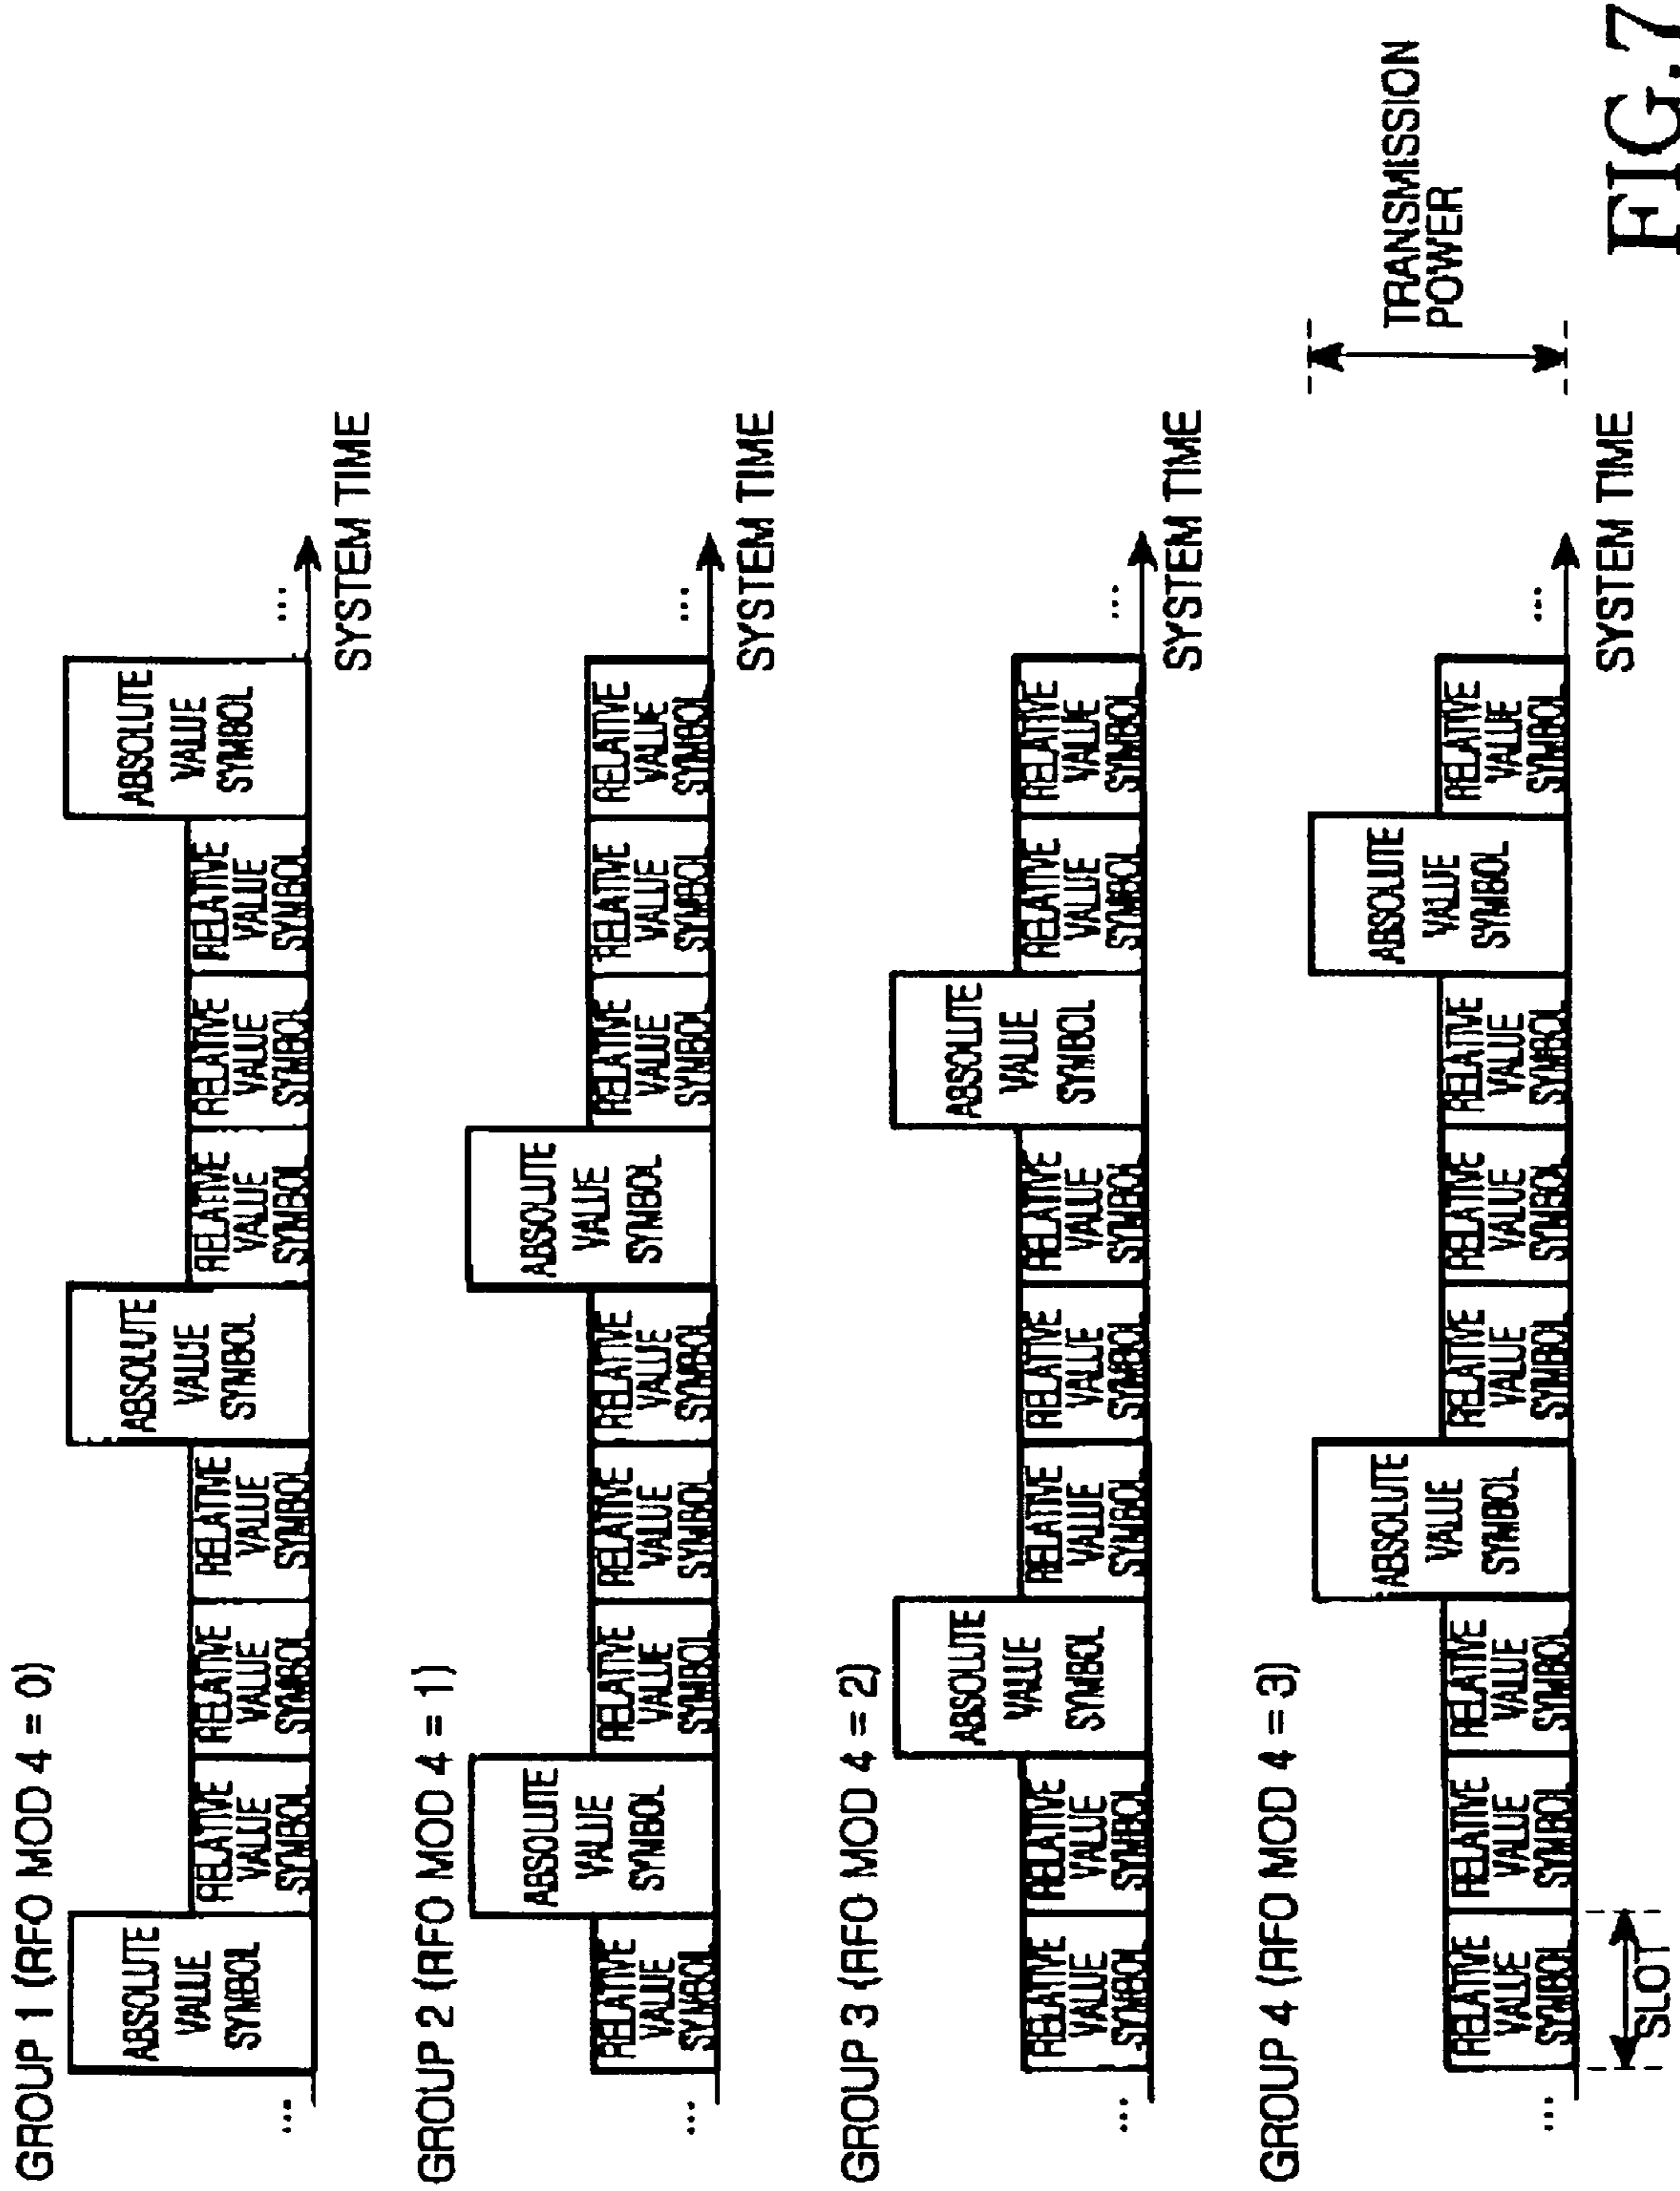 GROUP 1 (RFO MOD 4 = 0)
...
ABSOLUTE
VALUE
SYMBOL
RELATIVE
VALUE
SYMBOL
RELATIVE
VALUE
SYMBOL
RELATIVE
VALUE
SYMBOL
ABSOLUTE
VALUE
SYMBOL
RELATIVE
VALUE
SYMBOL
RELATIVE
VALUE
SYMBOL
RELATIVE
VALUE
SYMBOL
ABSOLUTE
VALUE
SYMBOL
...
SYSTEM TIME
GROUP 2 (RFO MOD 4 = 1)
...
RELATIVE
VALUE
SYMBOL
ABSOLUTE
VALUE
SYMBOL
RELATIVE
VALUE
SYMBOL
RELATIVE
VALUE
SYMBOL
RELATIVE
VALUE
SYMBOL
ABSOLUTE
VALUE
SYMBOL
RELATIVE
VALUE
SYMBOL
RELATIVE
VALUE
SYMBOL
RELATIVE
VALUE
SYMBOL
...
SYSTEM TIME
GROUP 3 (RFO MOD 4 = 2)
...
RELATIVE
VALUE
SYMBOL
RELATIVE
VALUE
SYMBOL
ABSOLUTE
VALUE
SYMBOL
RELATIVE
VALUE
SYMBOL
RELATIVE
VALUE
SYMBOL
RELATIVE
VALUE
SYMBOL
ABSOLUTE
VALUE
SYMBOL
RELATIVE
VALUE
SYMBOL
RELATIVE
VALUE
SYMBOL
...
SYSTEM TIME
GROUP 4 (RFO MOD 4 = 3)
...
RELATIVE
VALUE
SYMBOL
RELATIVE
VALUE
SYMBOL
RELATIVE
VALUE
SYMBOL
ABSOLUTE
VALUE
SYMBOL
RELATIVE
VALUE
SYMBOL
RELATIVE
VALUE
SYMBOL
RELATIVE
VALUE
SYMBOL
ABSOLUTE
VALUE
SYMBOL
RELATIVE
VALUE
SYMBOL
...
SYSTEM TIME
TRANSMISSION
POWER
SLOT
FIG.7